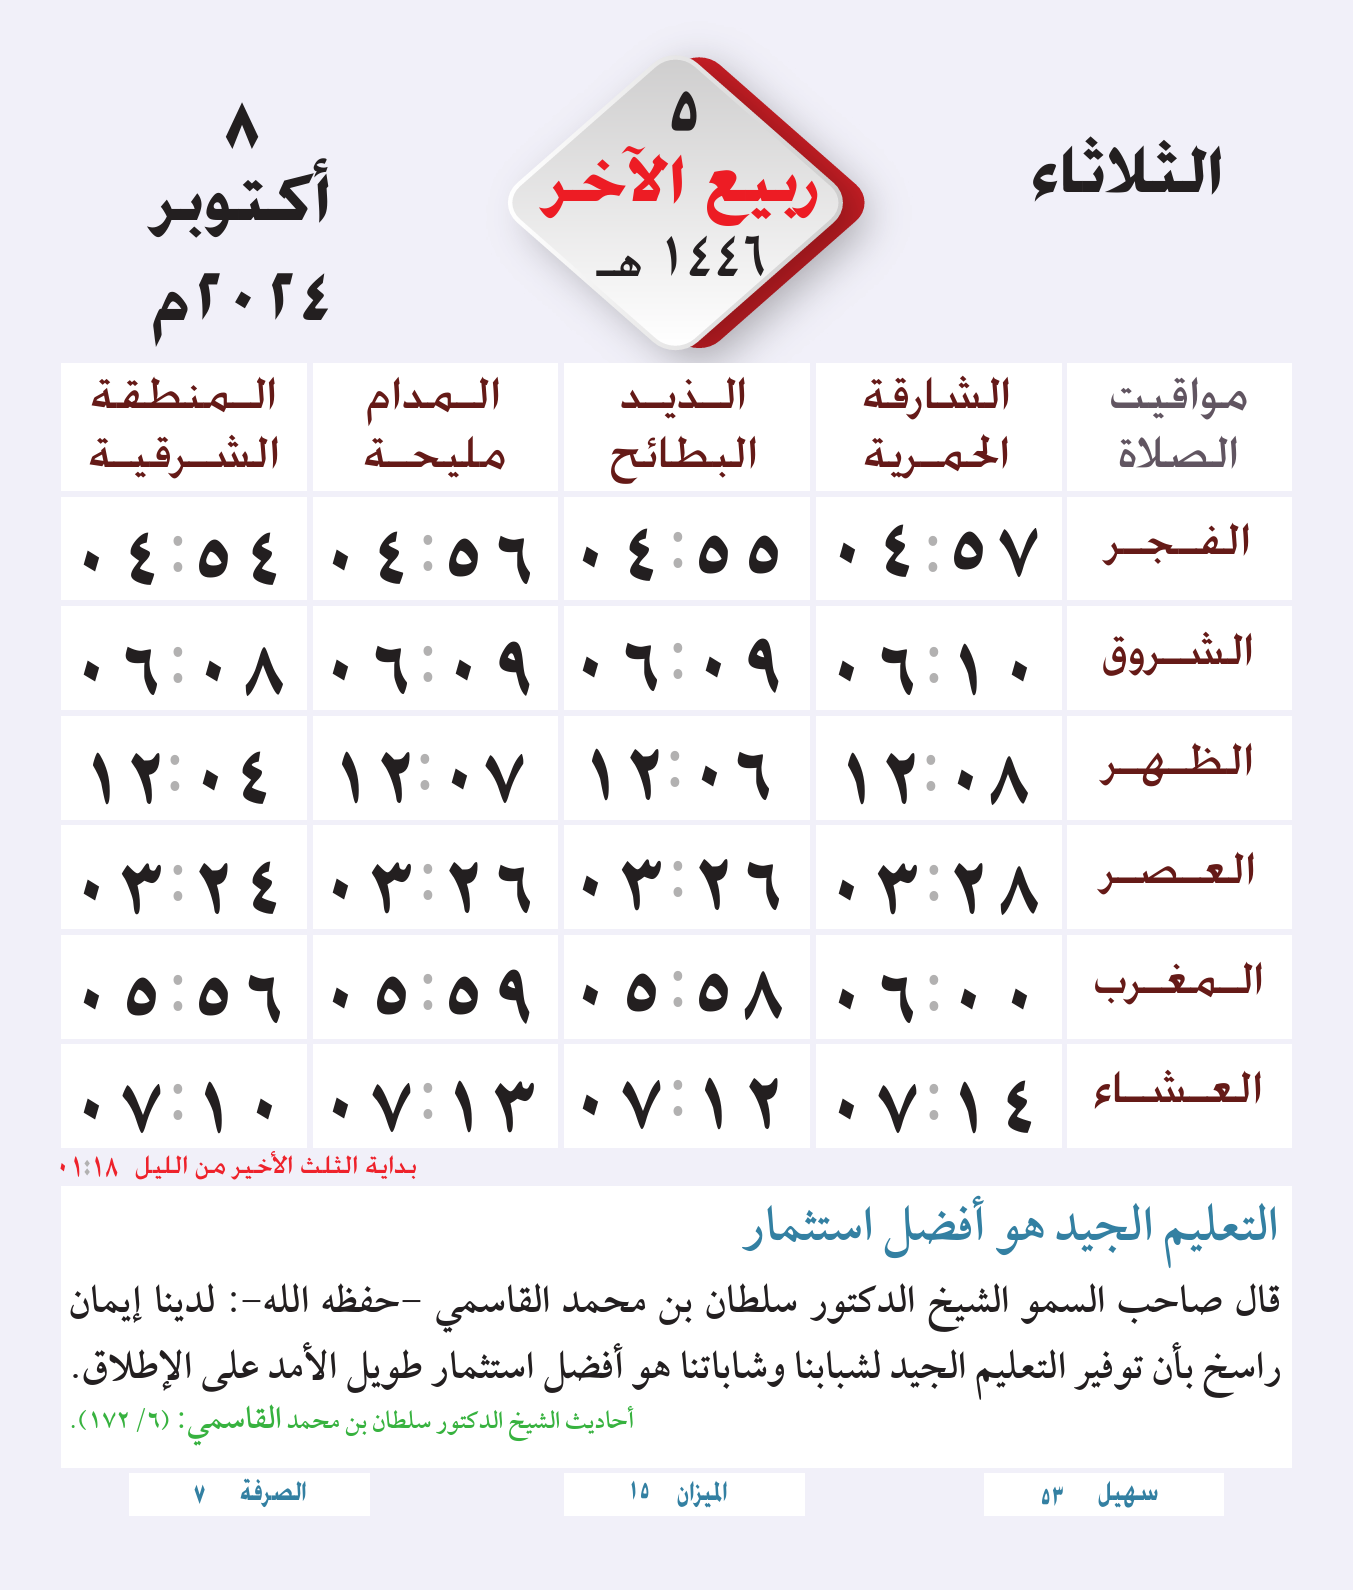 الثلاثاء
٥
ربيع الآخر
١٤٤٦ هـ
٨
أكتوبر
٢٠٢٤م
مواقيت الصلاة
الشارقة الحمرية
الذيد البطائح
المدام مليحة
المنطقة الشرقية
الفجر ٠٤:٥٧ ٠٤:٥٥ ٠٤:٥٦ ٠٤:٥٤
الشروق ٠٦:١٠ ٠٦:٠٩ ٠٦:٠٩ ٠٦:٠٨
الظهر ١٢:٠٨ ١٢:٠٦ ١٢:٠٧ ١٢:٠٤
العصر ٠٣:٢٨ ٠٣:٢٦ ٠٣:٢٦ ٠٣:٢٤
المغرب ٠٦:٠٠ ٠٥:٥٨ ٠٥:٥٩ ٠٥:٥٦
العشاء ٠٧:١٤ ٠٧:١٢ ٠٧:١٣ ٠٧:١٠
بداية الثلث الأخير من الليل ٠١:١٨
التعليم الجيد هو أفضل استثمار
قال صاحب السمو الشيخ الدكتور سلطان بن محمد القاسمي -حفظه الله-: لدينا إيمان
راسخ بأن توفير التعليم الجيد لشبابنا وشاباتنا هو أفضل استثمار طويل الأمد على الإطلاق.
أحاديث الشيخ الدكتور سلطان بن محمد القاسمي: (٦/ ١٧٢).
سهيل ٥٣
الميزان ١٥
الصرفة ٧